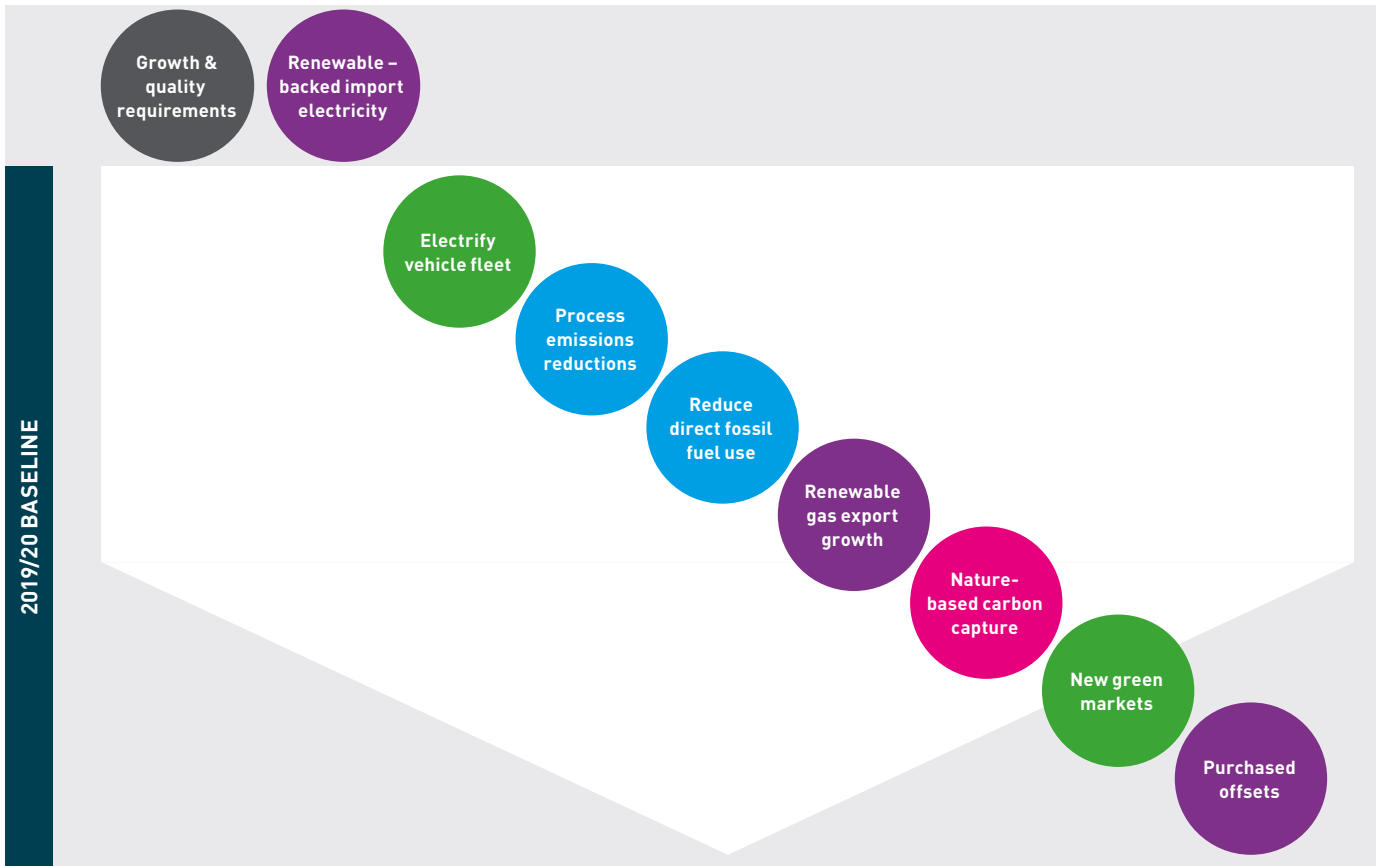 Growth &
quality
requirements
Renewable –
backed import
electricity
2019/20 BASELINE
Electrify
vehicle fleet
Process
emissions
reductions
Reduce
direct fossil
fuel use
Renewable
gas export
growth
Nature-
based carbon
capture
New green
markets
Purchased
offsets